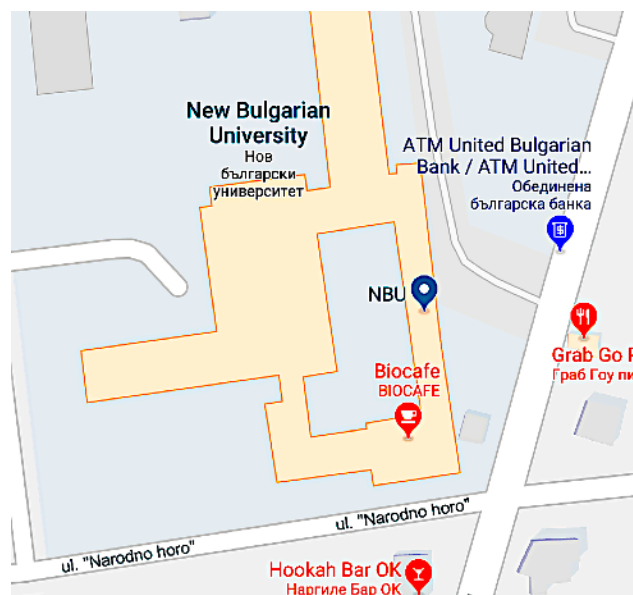 New Bulgarian
University
Нов
български
университет
ATM United Bulgarian
Bank / ATM United...
Обединена
българска банка
NBU
Grab Go
Граб Гоу
Biocafe
BIOCAFE
ul. "Narodno horo"
ul. "Narodno horo"
Hookah Bar OK
Наргиле Бар ОК